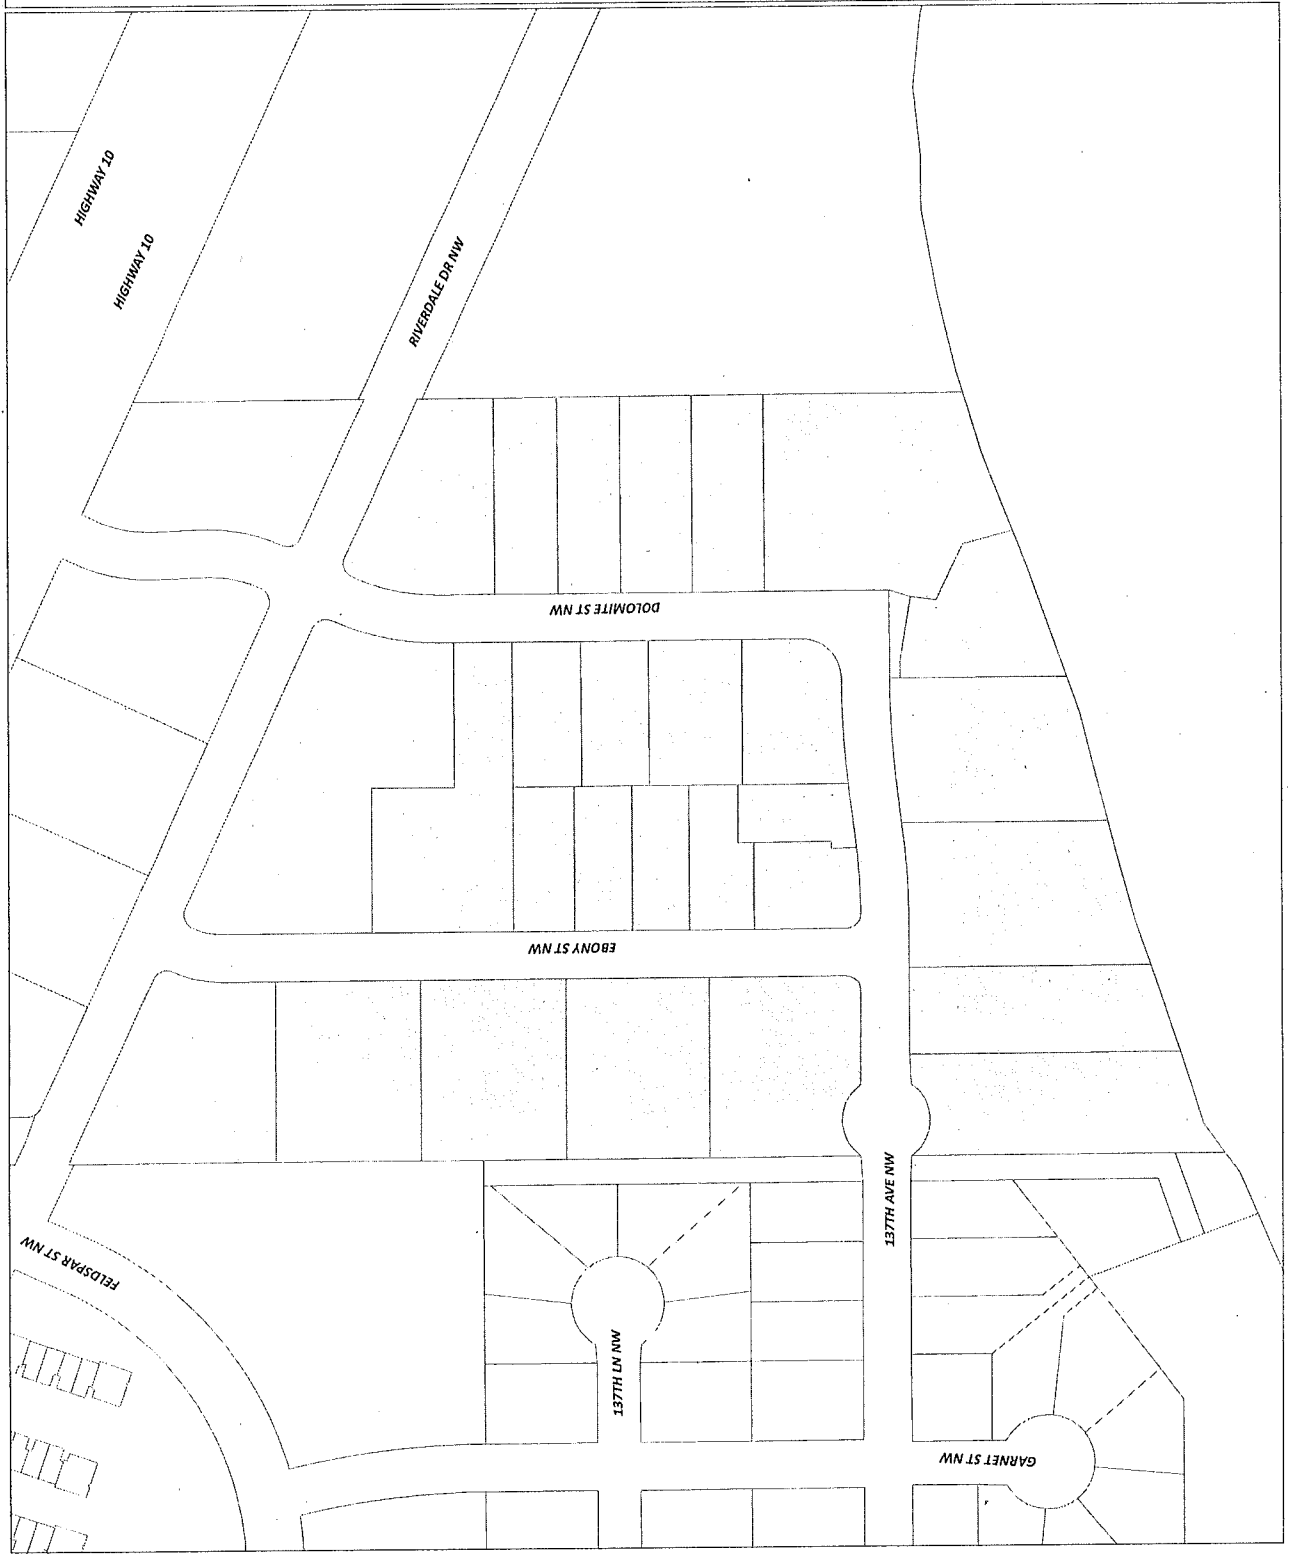 HIGHWAY 10
HIGHWAY 10
RIVERDALE DR NW
DOLOMITE ST NW
EBONY ST NW
137TH AVE NW
FELDSPAR ST NW
137TH LN NW
GARNET ST NW